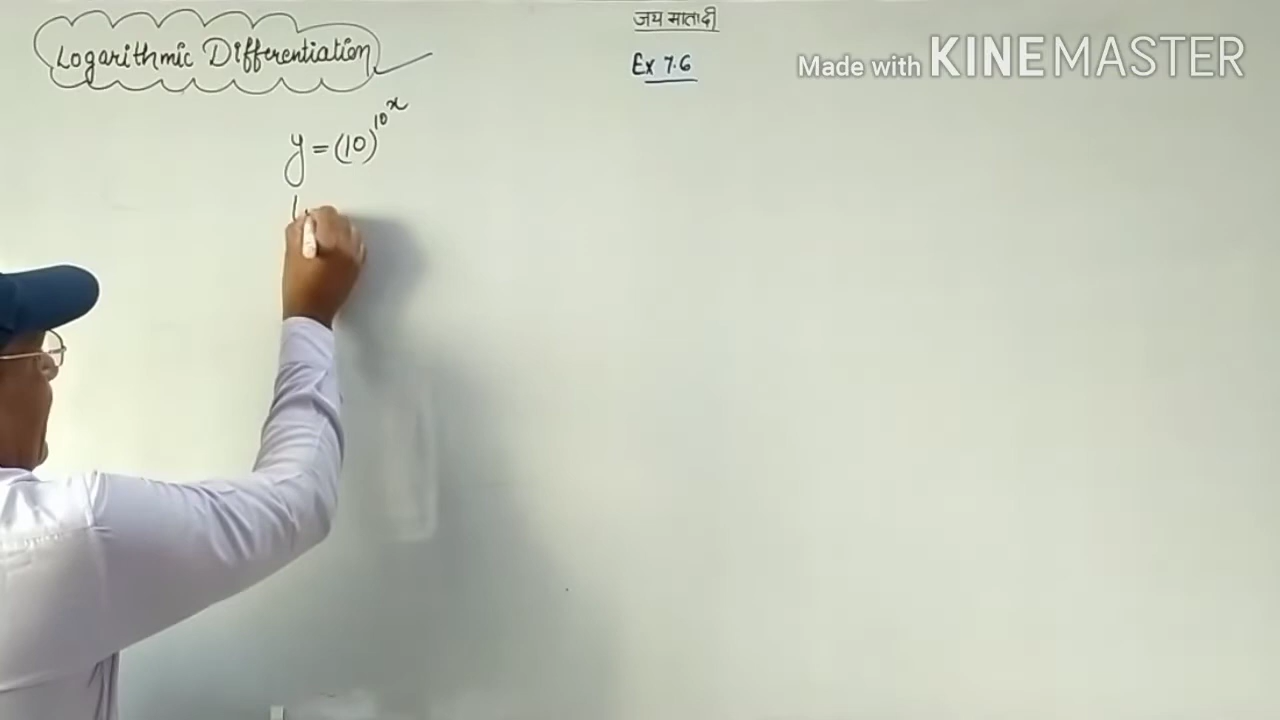 Logarithmic Differentiation
y = (10)^10^x
जय माता दी
Ex 7.6
Made with KINEMASTER